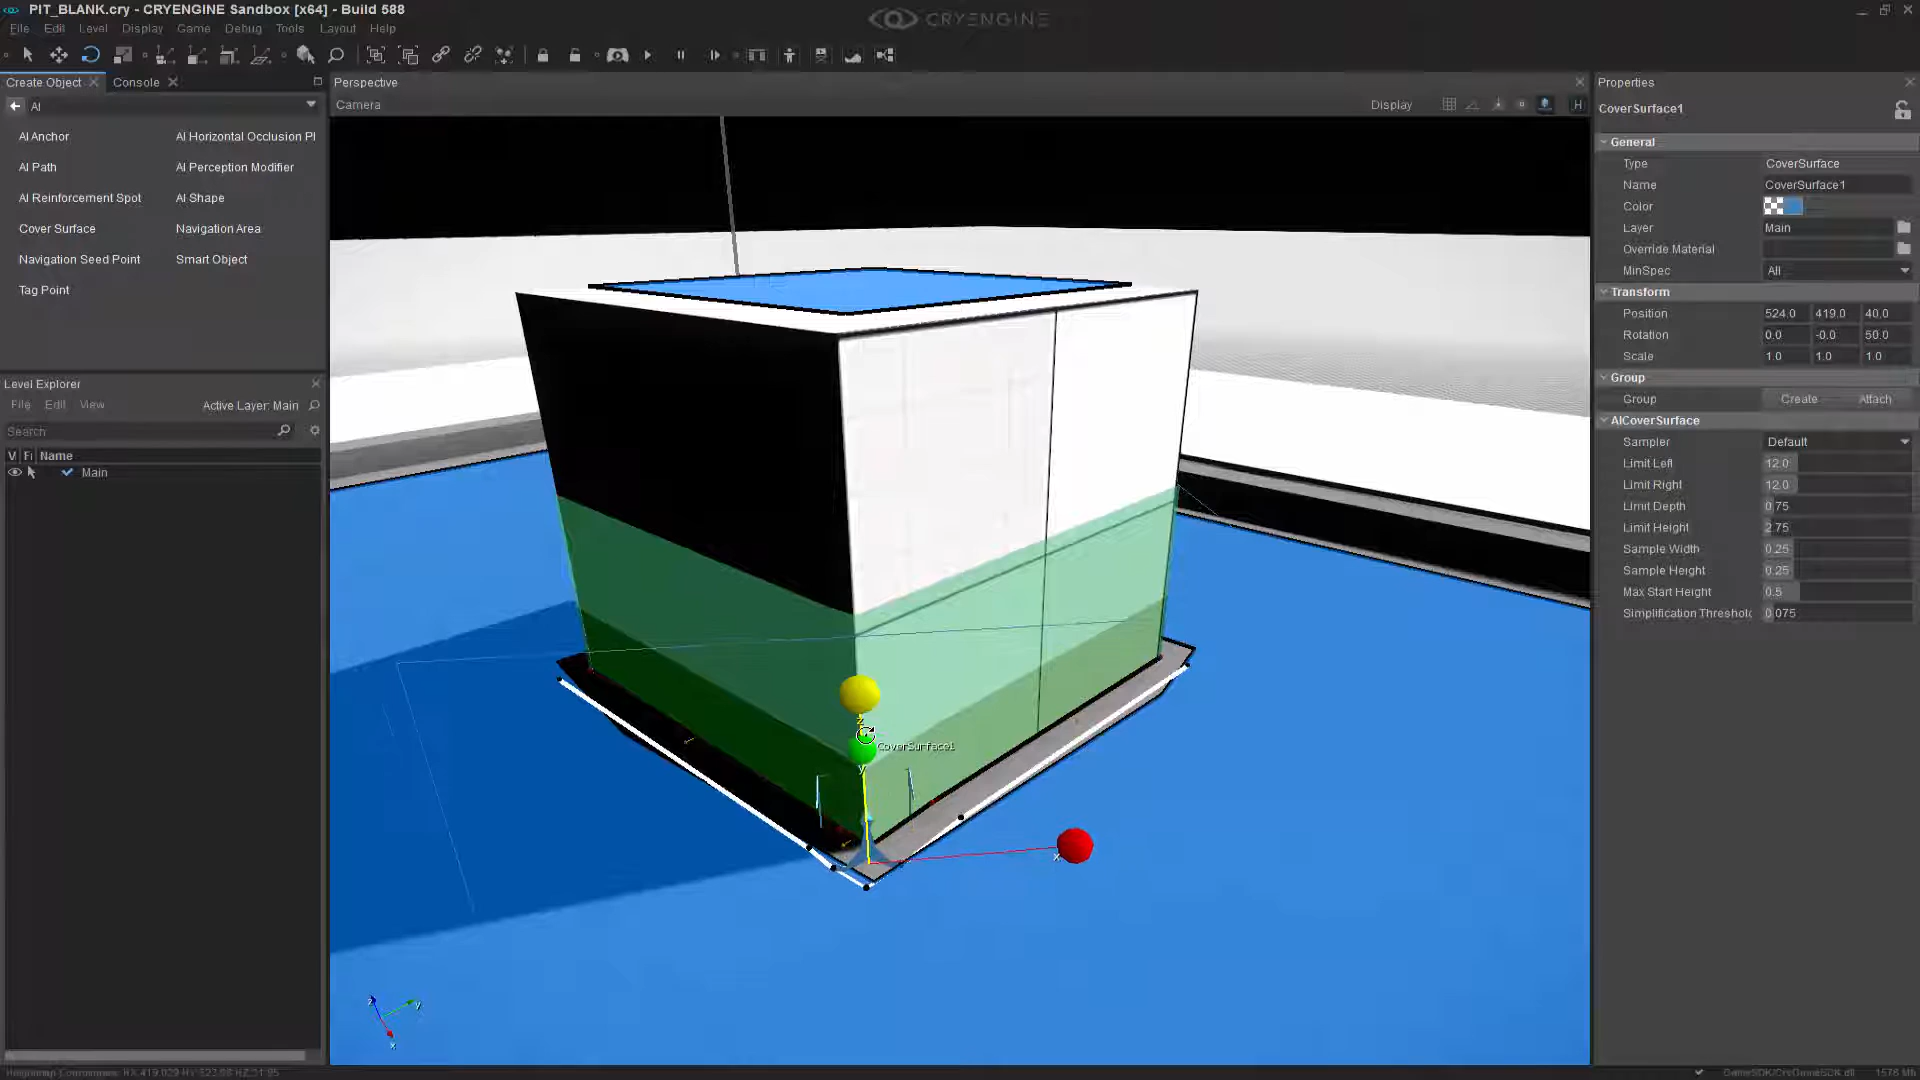 PIT_BLANK.cry - CRYENGINE Sandbox [x64] - Build 588
CRYENGINE
File Edit Level Display Game Debug Tools Layout Help
Create Object Console
AI
AI Anchor AI Horizontal Occlusion Pl
AI Path AI Perception Modifier
AI Reinforcement Spot AI Shape
Cover Surface Navigation Area
Navigation Seed Point Smart Object
Tag Point
Level Explorer
File Edit View Active Layer: Main
Search
V Fi Name
Main
Perspective
Camera Display H
CoverSurface1
z
y
x
z
y
x
Properties
CoverSurface1
General
Type CoverSurface
Name CoverSurface1
Color
Layer Main
Override Material
MinSpec All
Transform
Position 524.0 419.0 40.0
Rotation 0.0 -0.0 50.0
Scale 1.0 1.0 1.0
Group
Group Create Attach
AICoverSurface
Sampler Default
Limit Left 12.0
Limit Right 12.0
Limit Depth 0.75
Limit Height 2.75
Sample Width 0.25
Sample Height 0.25
Max Start Height 0.5
Simplification Threshold 0.075